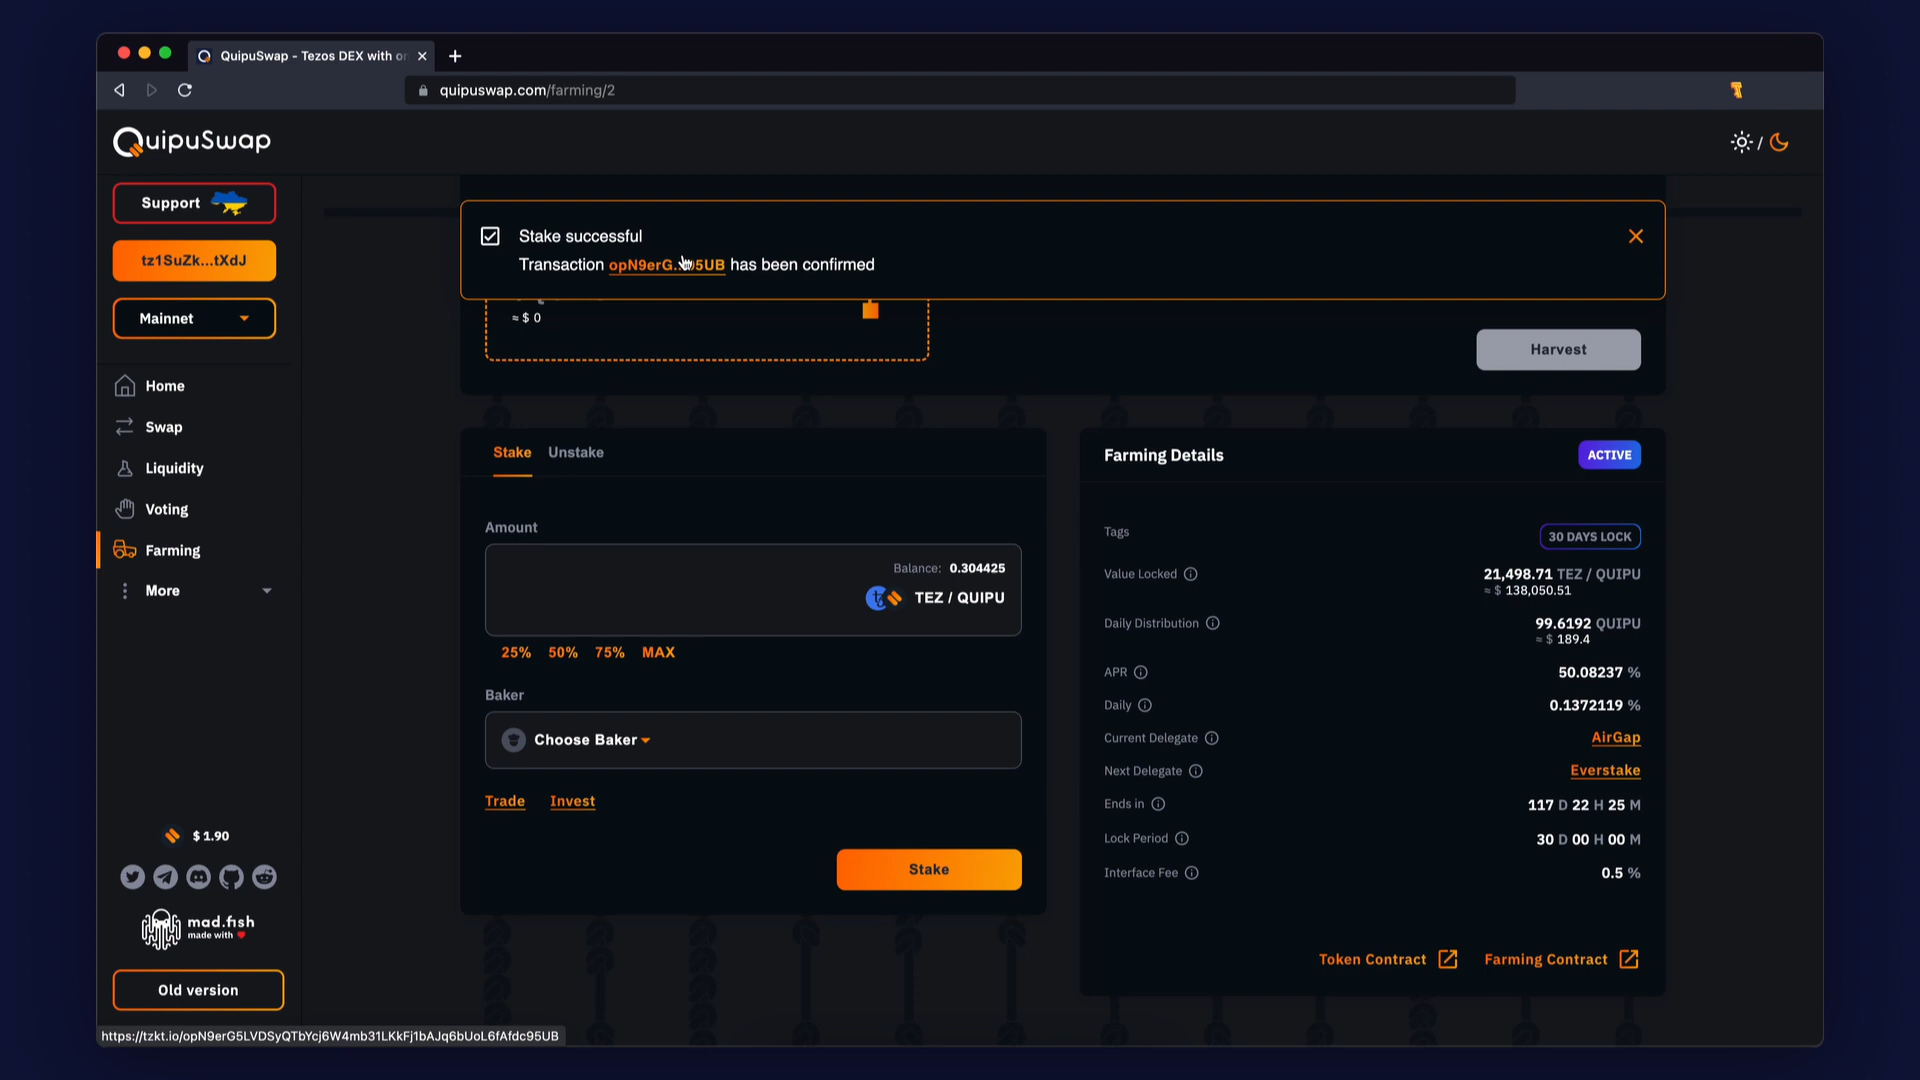 QuipuSwap - Tezos DEX with o
quipuswap.com/farming/2
QuipuSwap
Support
tz1SuZk...tXdJ
Mainnet
Home
Swap
Liquidity
Voting
Farming
More
$ 1.90
mad.fish
made with
Old version
Stake successful
Transaction opN9erG...95UB has been confirmed
≈ $ 0
Harvest
Stake Unstake
Amount
Balance: 0.304425
TEZ / QUIPU
25% 50% 75% MAX
Baker
Choose Baker
Trade Invest
Stake
Farming Details ACTIVE
Tags 30 DAYS LOCK
Value Locked 21,498.71 TEZ / QUIPU
≈ $ 138,050.51
Daily Distribution 99.6192 QUIPU
≈ $ 189.4
APR 50.08237 %
Daily 0.1372119 %
Current Delegate AirGap
Next Delegate Everstake
Ends in 117 D 22 H 25 M
Lock Period 30 D 00 H 00 M
Interface Fee 0.5 %
Token Contract Farming Contract
https://tzkt.io/opN9erG5LVDSyQTbYcj6W4mb31LKkFj1bAJq6bUoL6fAfdc95UB